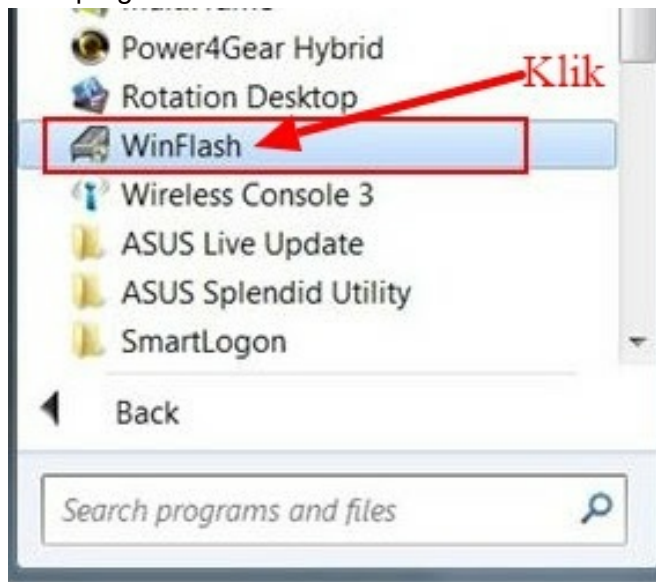 Power4Gear Hybrid
Klik
Rotation Desktop
WinFlash
Wireless Console 3
ASUS Live Update
ASUS Splendid Utility
SmartLogon
Back
Search programs and files